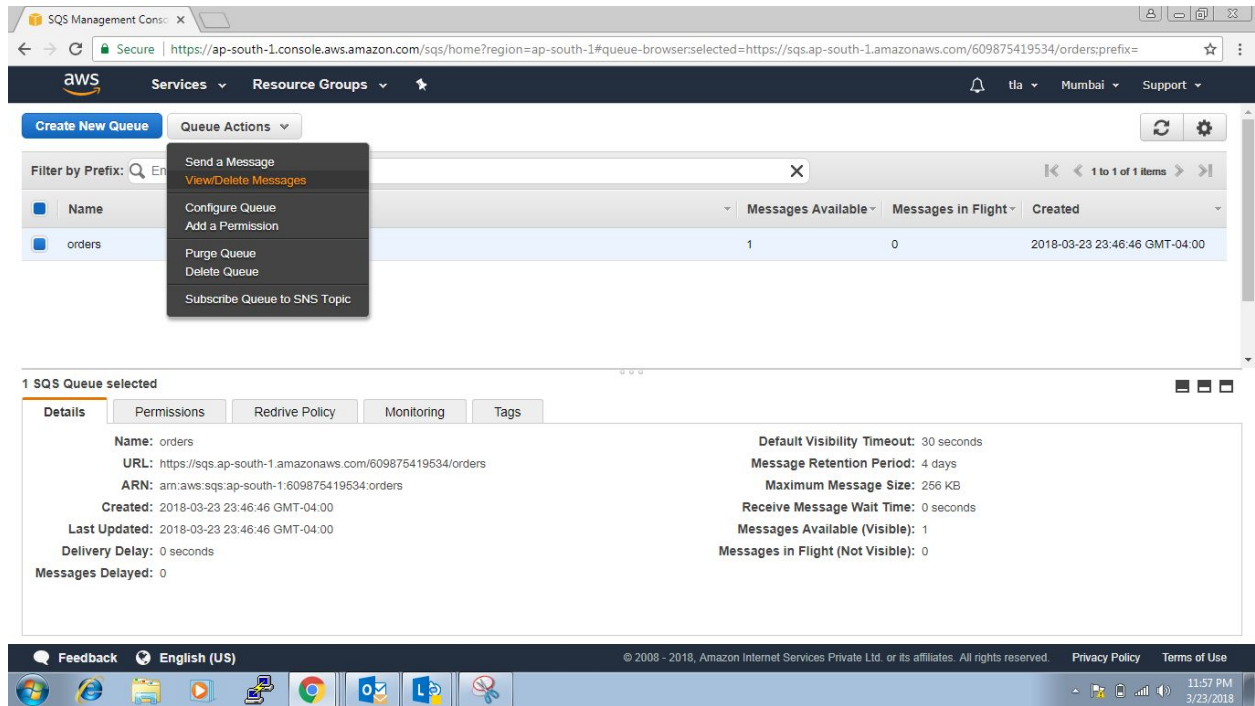 SQS Management Conso
Secure | https://ap-south-1.console.aws.amazon.com/sqs/home?region=ap-south-1#queue-browser:selected=https://sqs.ap-south-1.amazonaws.com/609875419534/orders;prefix=
aws Services Resource Groups tla Mumbai Support
Create New Queue Queue Actions
Filter by Prefix: En 1 to 1 of 1 items
Send a Message
View/Delete Messages
Configure Queue
Add a Permission
Purge Queue
Delete Queue
Subscribe Queue to SNS Topic
Name Messages Available Messages in Flight Created
orders 1 0 2018-03-23 23:46:46 GMT-04:00
1 SQS Queue selected
Details Permissions Redrive Policy Monitoring Tags
Name: orders
URL: https://sqs.ap-south-1.amazonaws.com/609875419534/orders
ARN: arn:aws:sqs:ap-south-1:609875419534:orders
Created: 2018-03-23 23:46:46 GMT-04:00
Last Updated: 2018-03-23 23:46:46 GMT-04:00
Delivery Delay: 0 seconds
Messages Delayed: 0
Default Visibility Timeout: 30 seconds
Message Retention Period: 4 days
Maximum Message Size: 256 KB
Receive Message Wait Time: 0 seconds
Messages Available (Visible): 1
Messages in Flight (Not Visible): 0
Feedback English (US) © 2008 - 2018, Amazon Internet Services Private Ltd. or its affiliates. All rights reserved. Privacy Policy Terms of Use
11:57 PM
3/23/2018